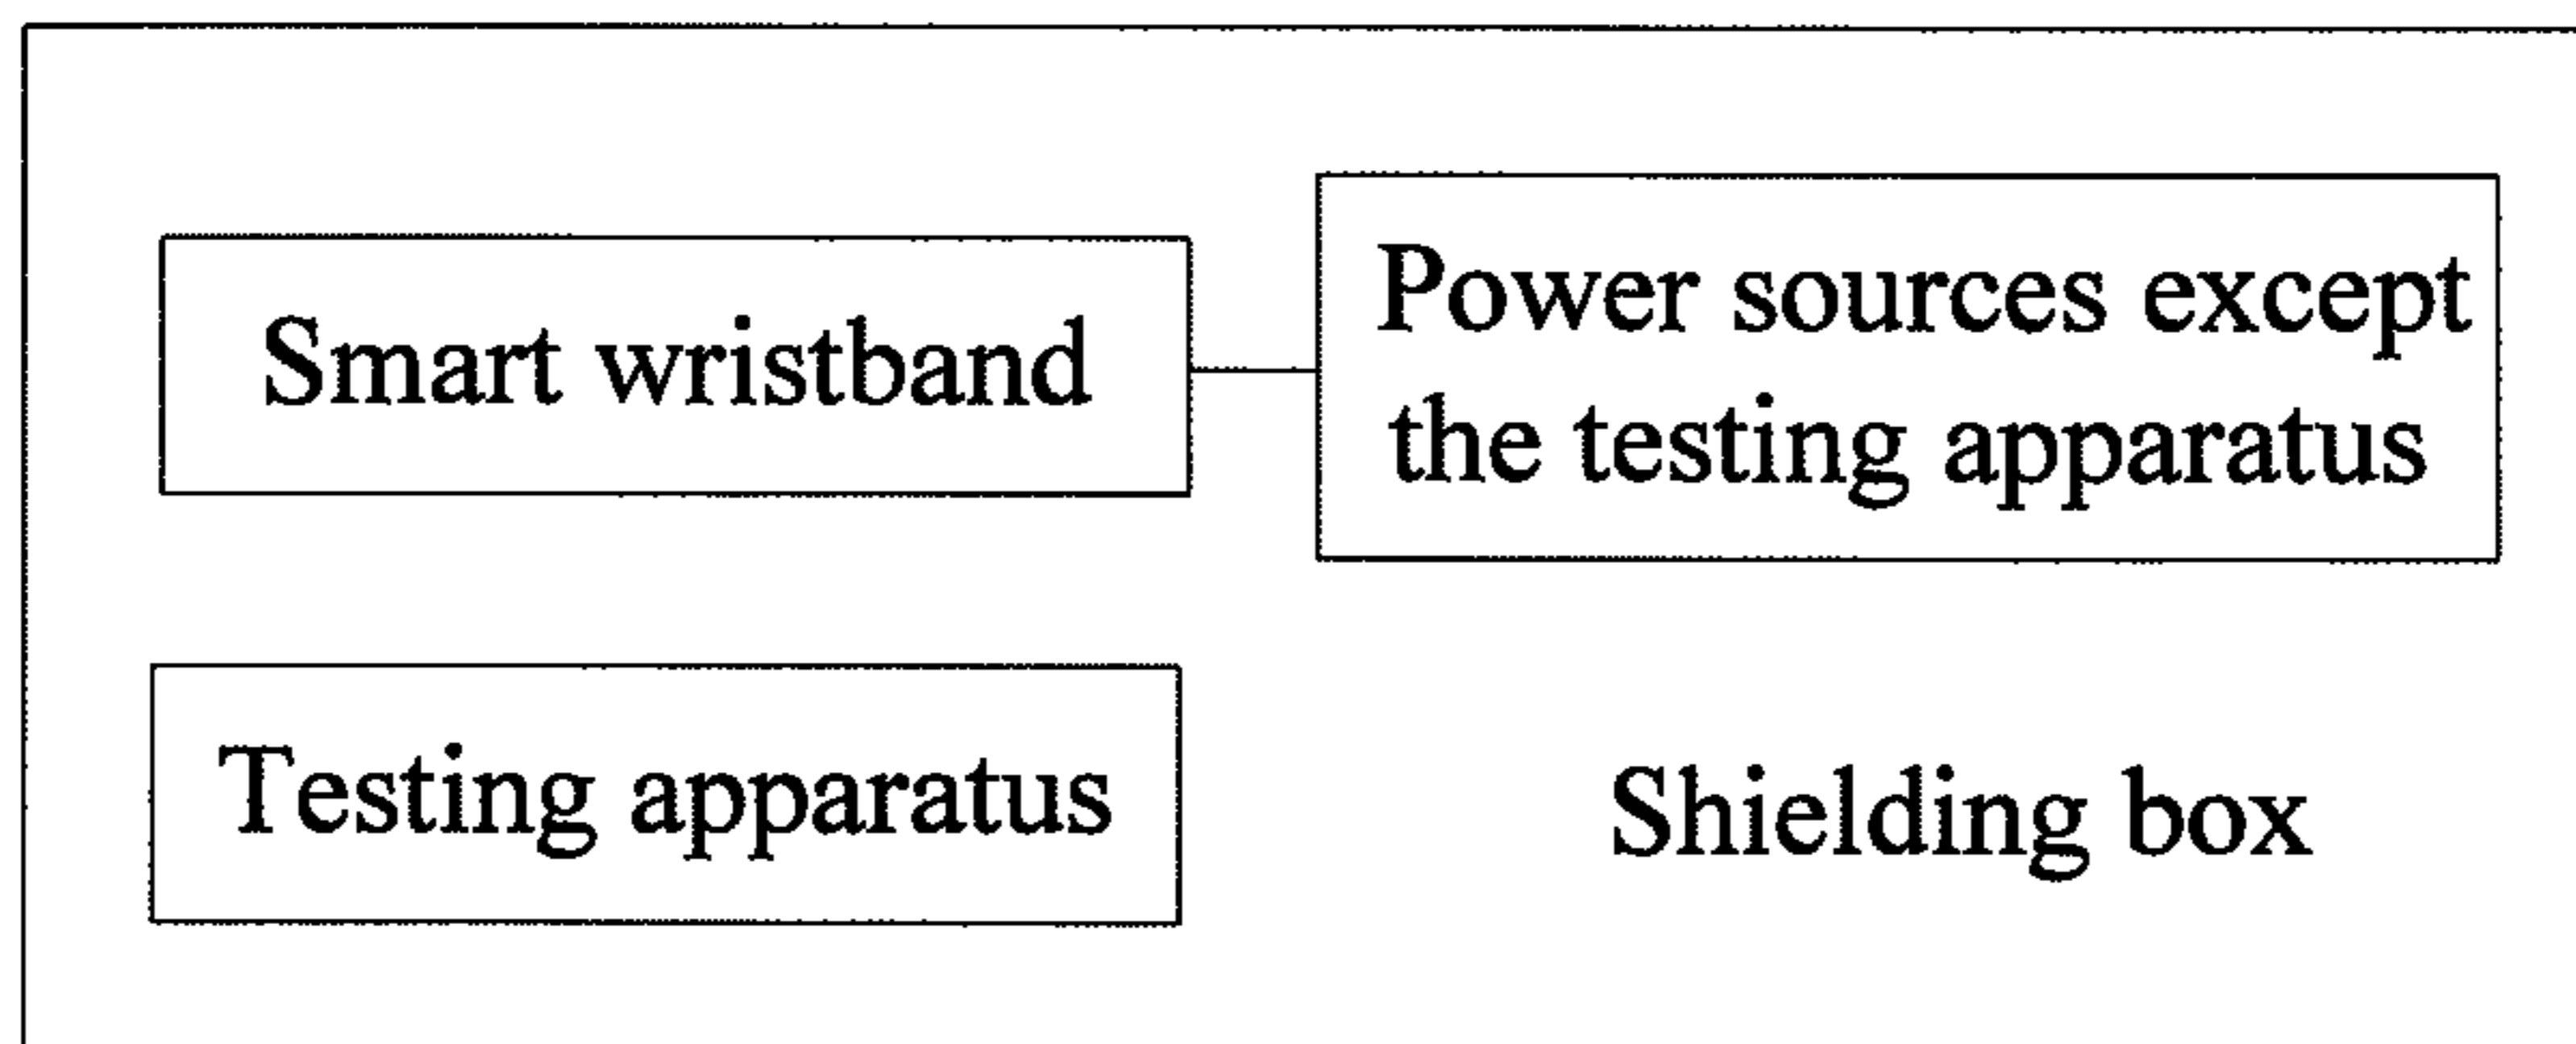 Smart wristband
Power sources except
the testing apparatus
Testing apparatus
Shielding box